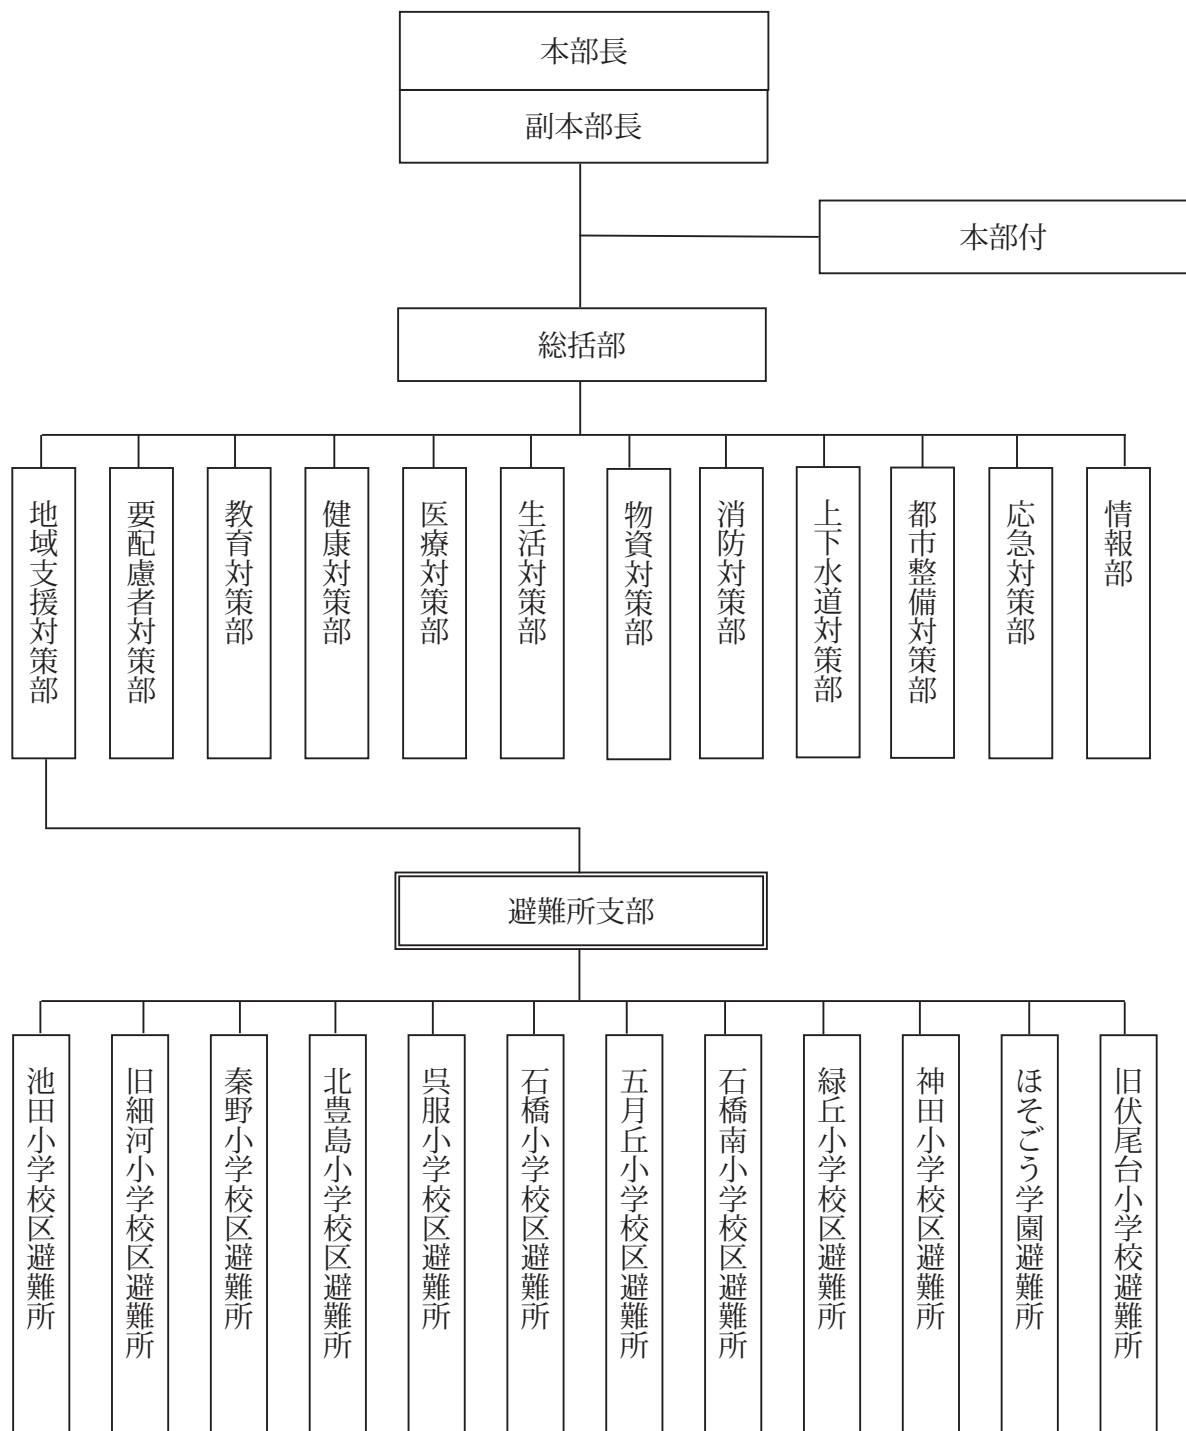 本部長
副本部長
本部付
総括部
地域支援対策部
要配慮者対策部
教育対策部
健康対策部
医療対策部
生活対策部
物資対策部
消防対策部
上下水道対策部
都市整備対策部
応急対策部
情報部
避難所支部
池田小学校区避難所
旧細河小学校区避難所
秦野小学校区避難所
北豊島小学校区避難所
呉服小学校区避難所
石橋小学校区避難所
五月丘小学校区避難所
石橋南小学校区避難所
緑丘小学校区避難所
神田小学校区避難所
ほそごう学園避難所
旧伏尾台小学校避難所